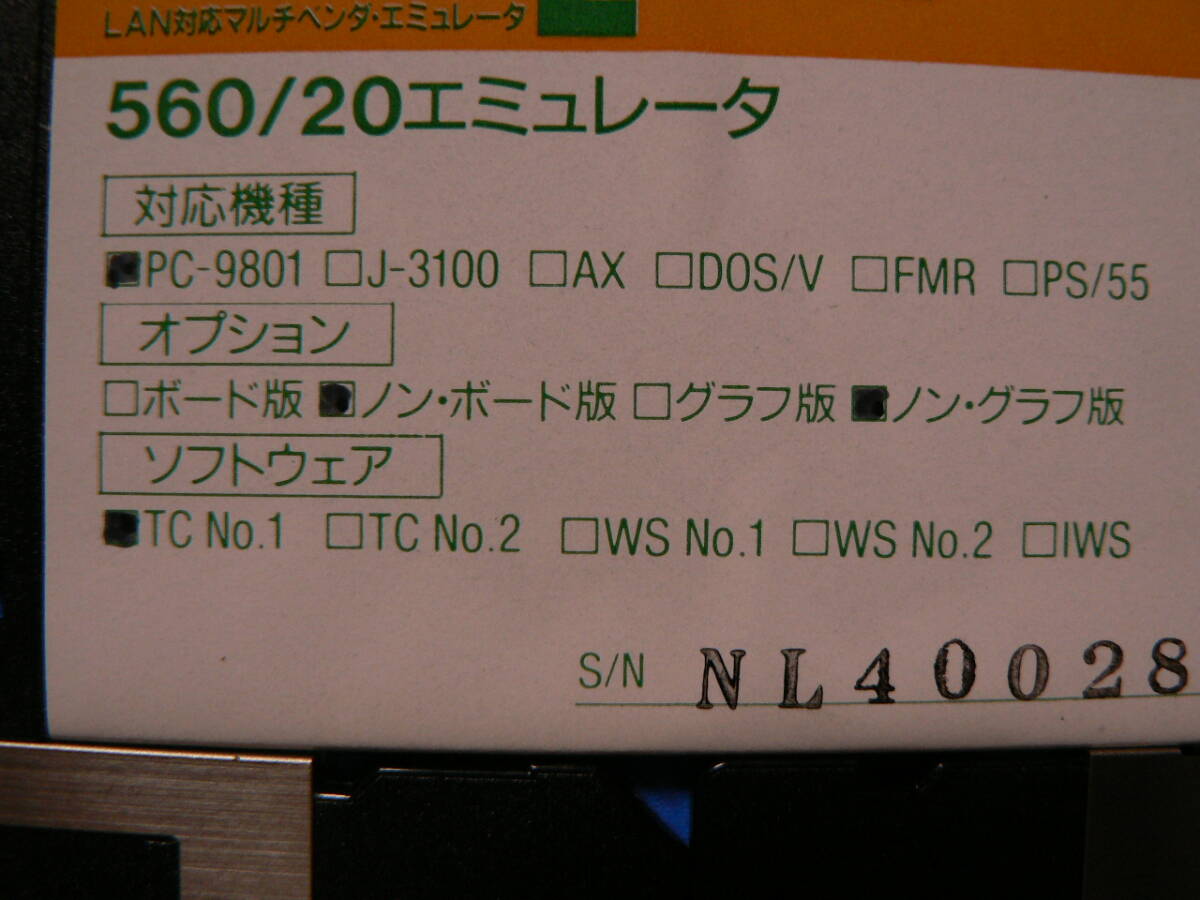 LAN対応マルチベンダ・エミュレータ
560/20エミュレータ
対応機種
■PC-9801 □J-3100 □AX □DOS/V □FMR □PS/55
オプション
□ボード版 ■ノン・ボード版 □グラフ版 ■ノン・グラフ版
ソフトウェア
■TC No.1 □TC No.2 □WS No.1 □WS No.2 □IWS
S/N NL40028